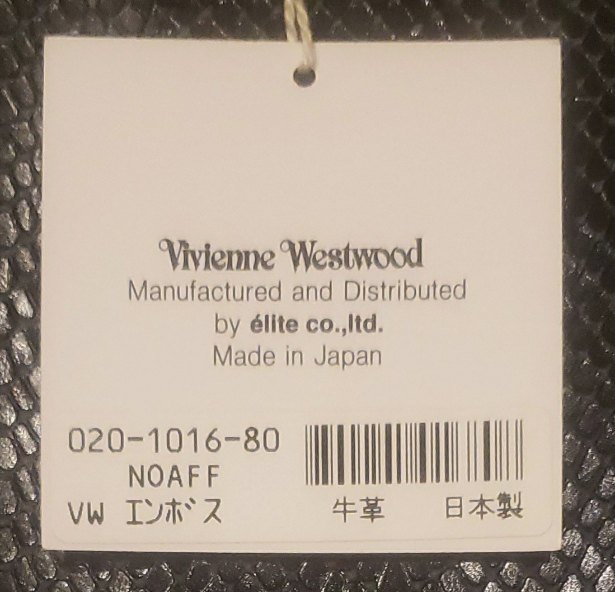 Vivienne Westwood
Manufactured and Distributed
by élite co.,ltd.
Made in Japan
020-1016-80
NOAFF
VW エンボス 牛革 日本製